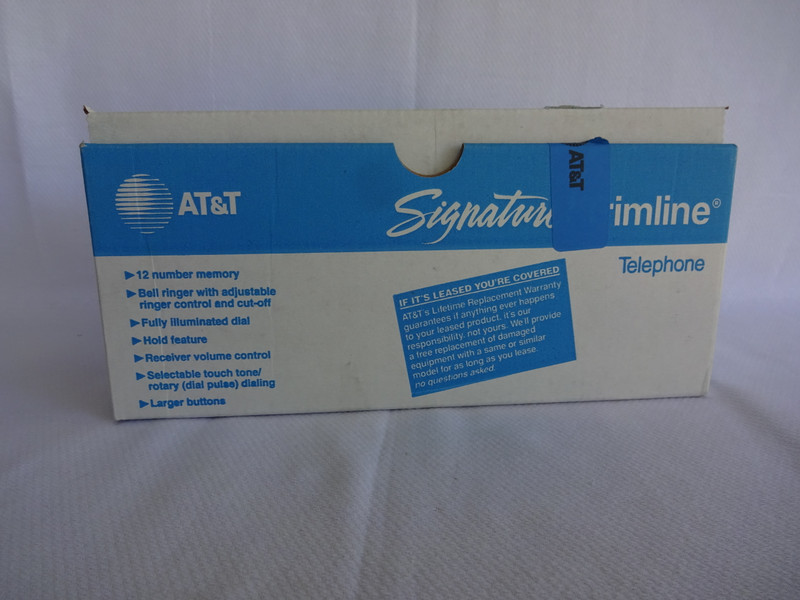 AT&T
Signatur rimline®
AT&T
Telephone
▶12 number memory
▶Bell ringer with adjustable
ringer control and cut-off
▶Fully illuminated dial
▶Hold feature
▶Receiver volume control
▶Selectable touch tone/
rotary (dial pulse) dialing
▶Larger buttons
IF IT'S LEASED YOU'RE COVERED
AT&T's Lifetime Replacement Warranty
guarantees if anything ever happens
to your leased product, it's our
responsibility, not yours. We'll provide
a free replacement of damaged
equipment with a same or similar
model for as long as you lease,
no questions asked.